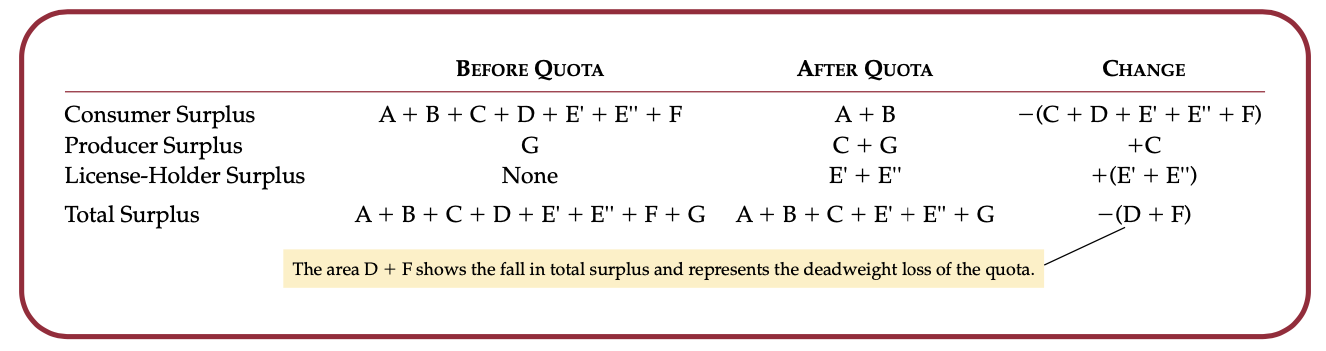 BEFORE QUOTA AFTER QUOTA CHANGE
Consumer Surplus A + B + C + D + E' + E" + F A + B −(C + D + E' + E" + F)
Producer Surplus G C + G +C
License-Holder Surplus None E' + E" +(E' + E")
Total Surplus A + B + C + D + E' + E" + F + G A + B + C + E' + E" + G −(D + F)
The area D + F shows the fall in total surplus and represents the deadweight loss of the quota.